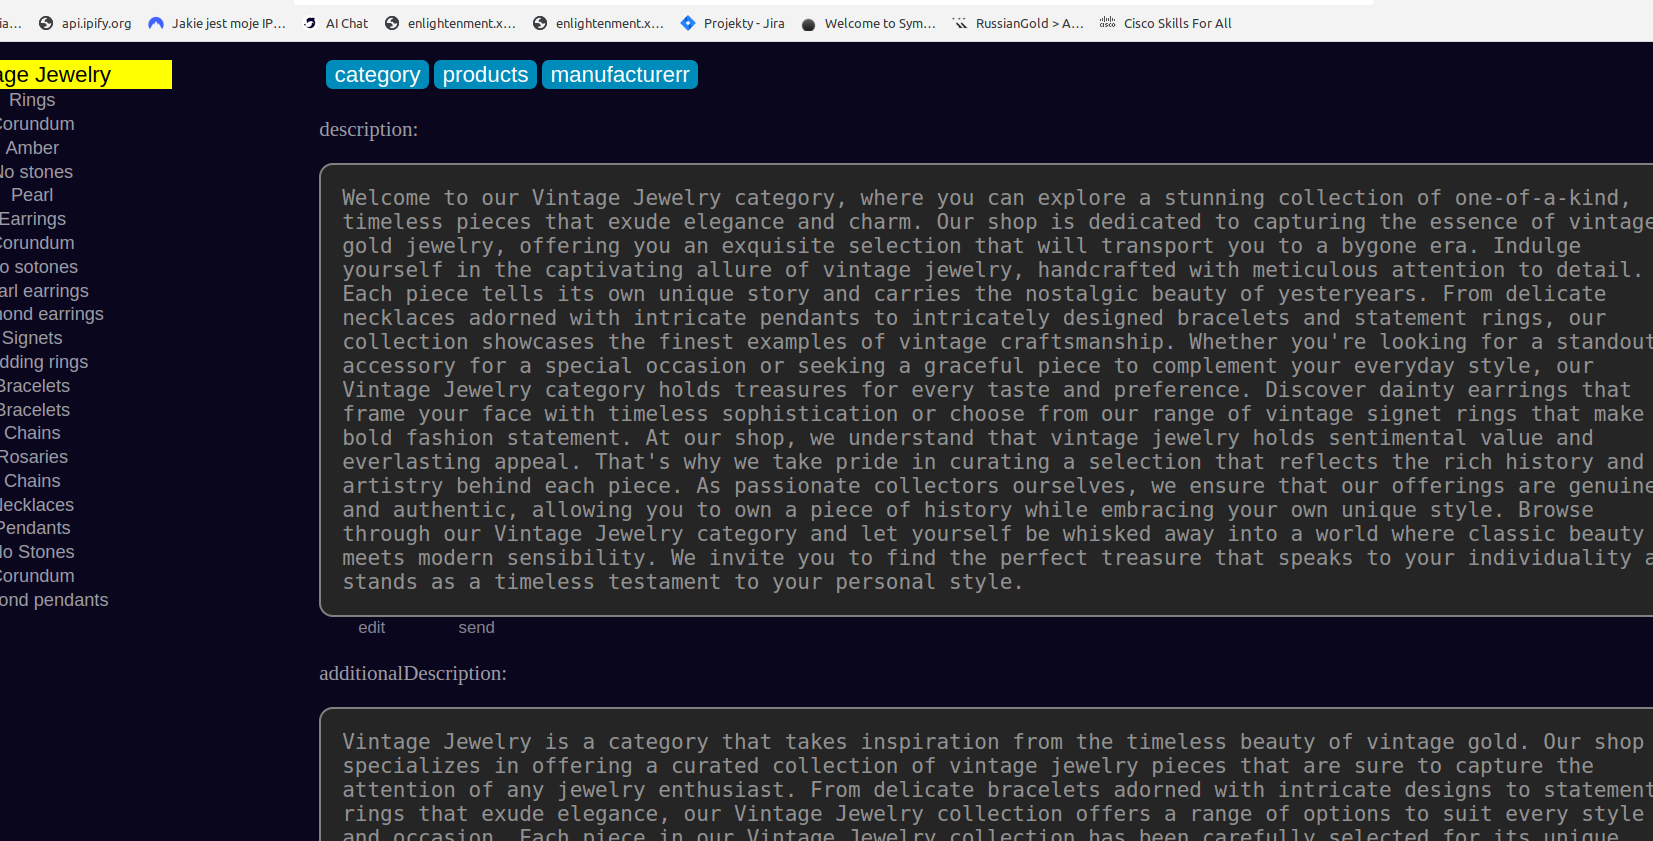 ia... api.ipify.org Jakie jest moje IP... AI Chat enlightenment.x... enlightenment.x... Projekty - Jira Welcome to Sym... RussianGold > A... Cisco Skills For All
age Jewelry
Rings
Corundum
Amber
No stones
Pearl
Earrings
Corundum
o sotones
arl earrings
nond earrings
Signets
dding rings
Bracelets
Bracelets
Chains
Rosaries
Chains
Necklaces
Pendants
No Stones
Corundum
ond pendants
category products manufacturerr
description:
Welcome to our Vintage Jewelry category, where you can explore a stunning collection of one-of-a-kind,
timeless pieces that exude elegance and charm. Our shop is dedicated to capturing the essence of vintage
gold jewelry, offering you an exquisite selection that will transport you to a bygone era. Indulge
yourself in the captivating allure of vintage jewelry, handcrafted with meticulous attention to detail.
Each piece tells its own unique story and carries the nostalgic beauty of yesteryears. From delicate
necklaces adorned with intricate pendants to intricately designed bracelets and statement rings, our
collection showcases the finest examples of vintage craftsmanship. Whether you're looking for a standout
accessory for a special occasion or seeking a graceful piece to complement your everyday style, our
Vintage Jewelry category holds treasures for every taste and preference. Discover dainty earrings that
frame your face with timeless sophistication or choose from our range of vintage signet rings that make
bold fashion statement. At our shop, we understand that vintage jewelry holds sentimental value and
everlasting appeal. That's why we take pride in curating a selection that reflects the rich history and
artistry behind each piece. As passionate collectors ourselves, we ensure that our offerings are genuine
and authentic, allowing you to own a piece of history while embracing your own unique style. Browse
through our Vintage Jewelry category and let yourself be whisked away into a world where classic beauty
meets modern sensibility. We invite you to find the perfect treasure that speaks to your individuality a
stands as a timeless testament to your personal style.
edit send
additionalDescription:
Vintage Jewelry is a category that takes inspiration from the timeless beauty of vintage gold. Our shop
specializes in offering a curated collection of vintage jewelry pieces that are sure to capture the
attention of any jewelry enthusiast. From delicate bracelets adorned with intricate designs to statement
rings that exude elegance, our Vintage Jewelry collection offers a range of options to suit every style
and occasion. Each piece in our Vintage Jewelry collection has been carefully selected for its unique